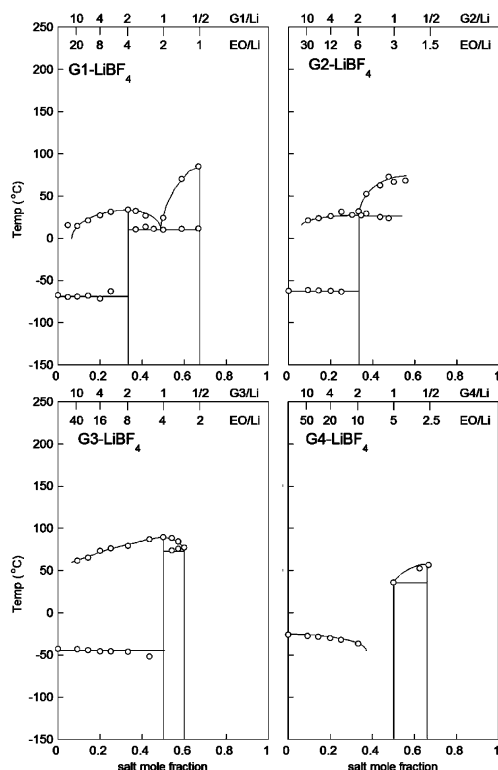 10 4 2 1 1/2 G1/Li
20 8 4 2 1 EO/Li
G1-LiBF4
10 4 2 1 1/2 G2/Li
30 12 6 3 1.5 EO/Li
G2-LiBF4
250
200
150
100
50
0
-50
-100
-150
Temp (°C)
0 0.2 0.4 0.6 0.8 1
0 0.2 0.4 0.6 0.8 1
10 4 2 1 1/2 G3/Li
40 16 8 4 2 EO/Li
G3-LiBF4
10 4 2 1 1/2 G4/Li
50 20 10 5 2.5 EO/Li
G4-LiBF4
250
200
150
100
50
0
-50
-100
-150
Temp (°C)
0 0.2 0.4 0.6 0.8 1
0 0.2 0.4 0.6 0.8 1
salt mole fraction
salt mole fraction